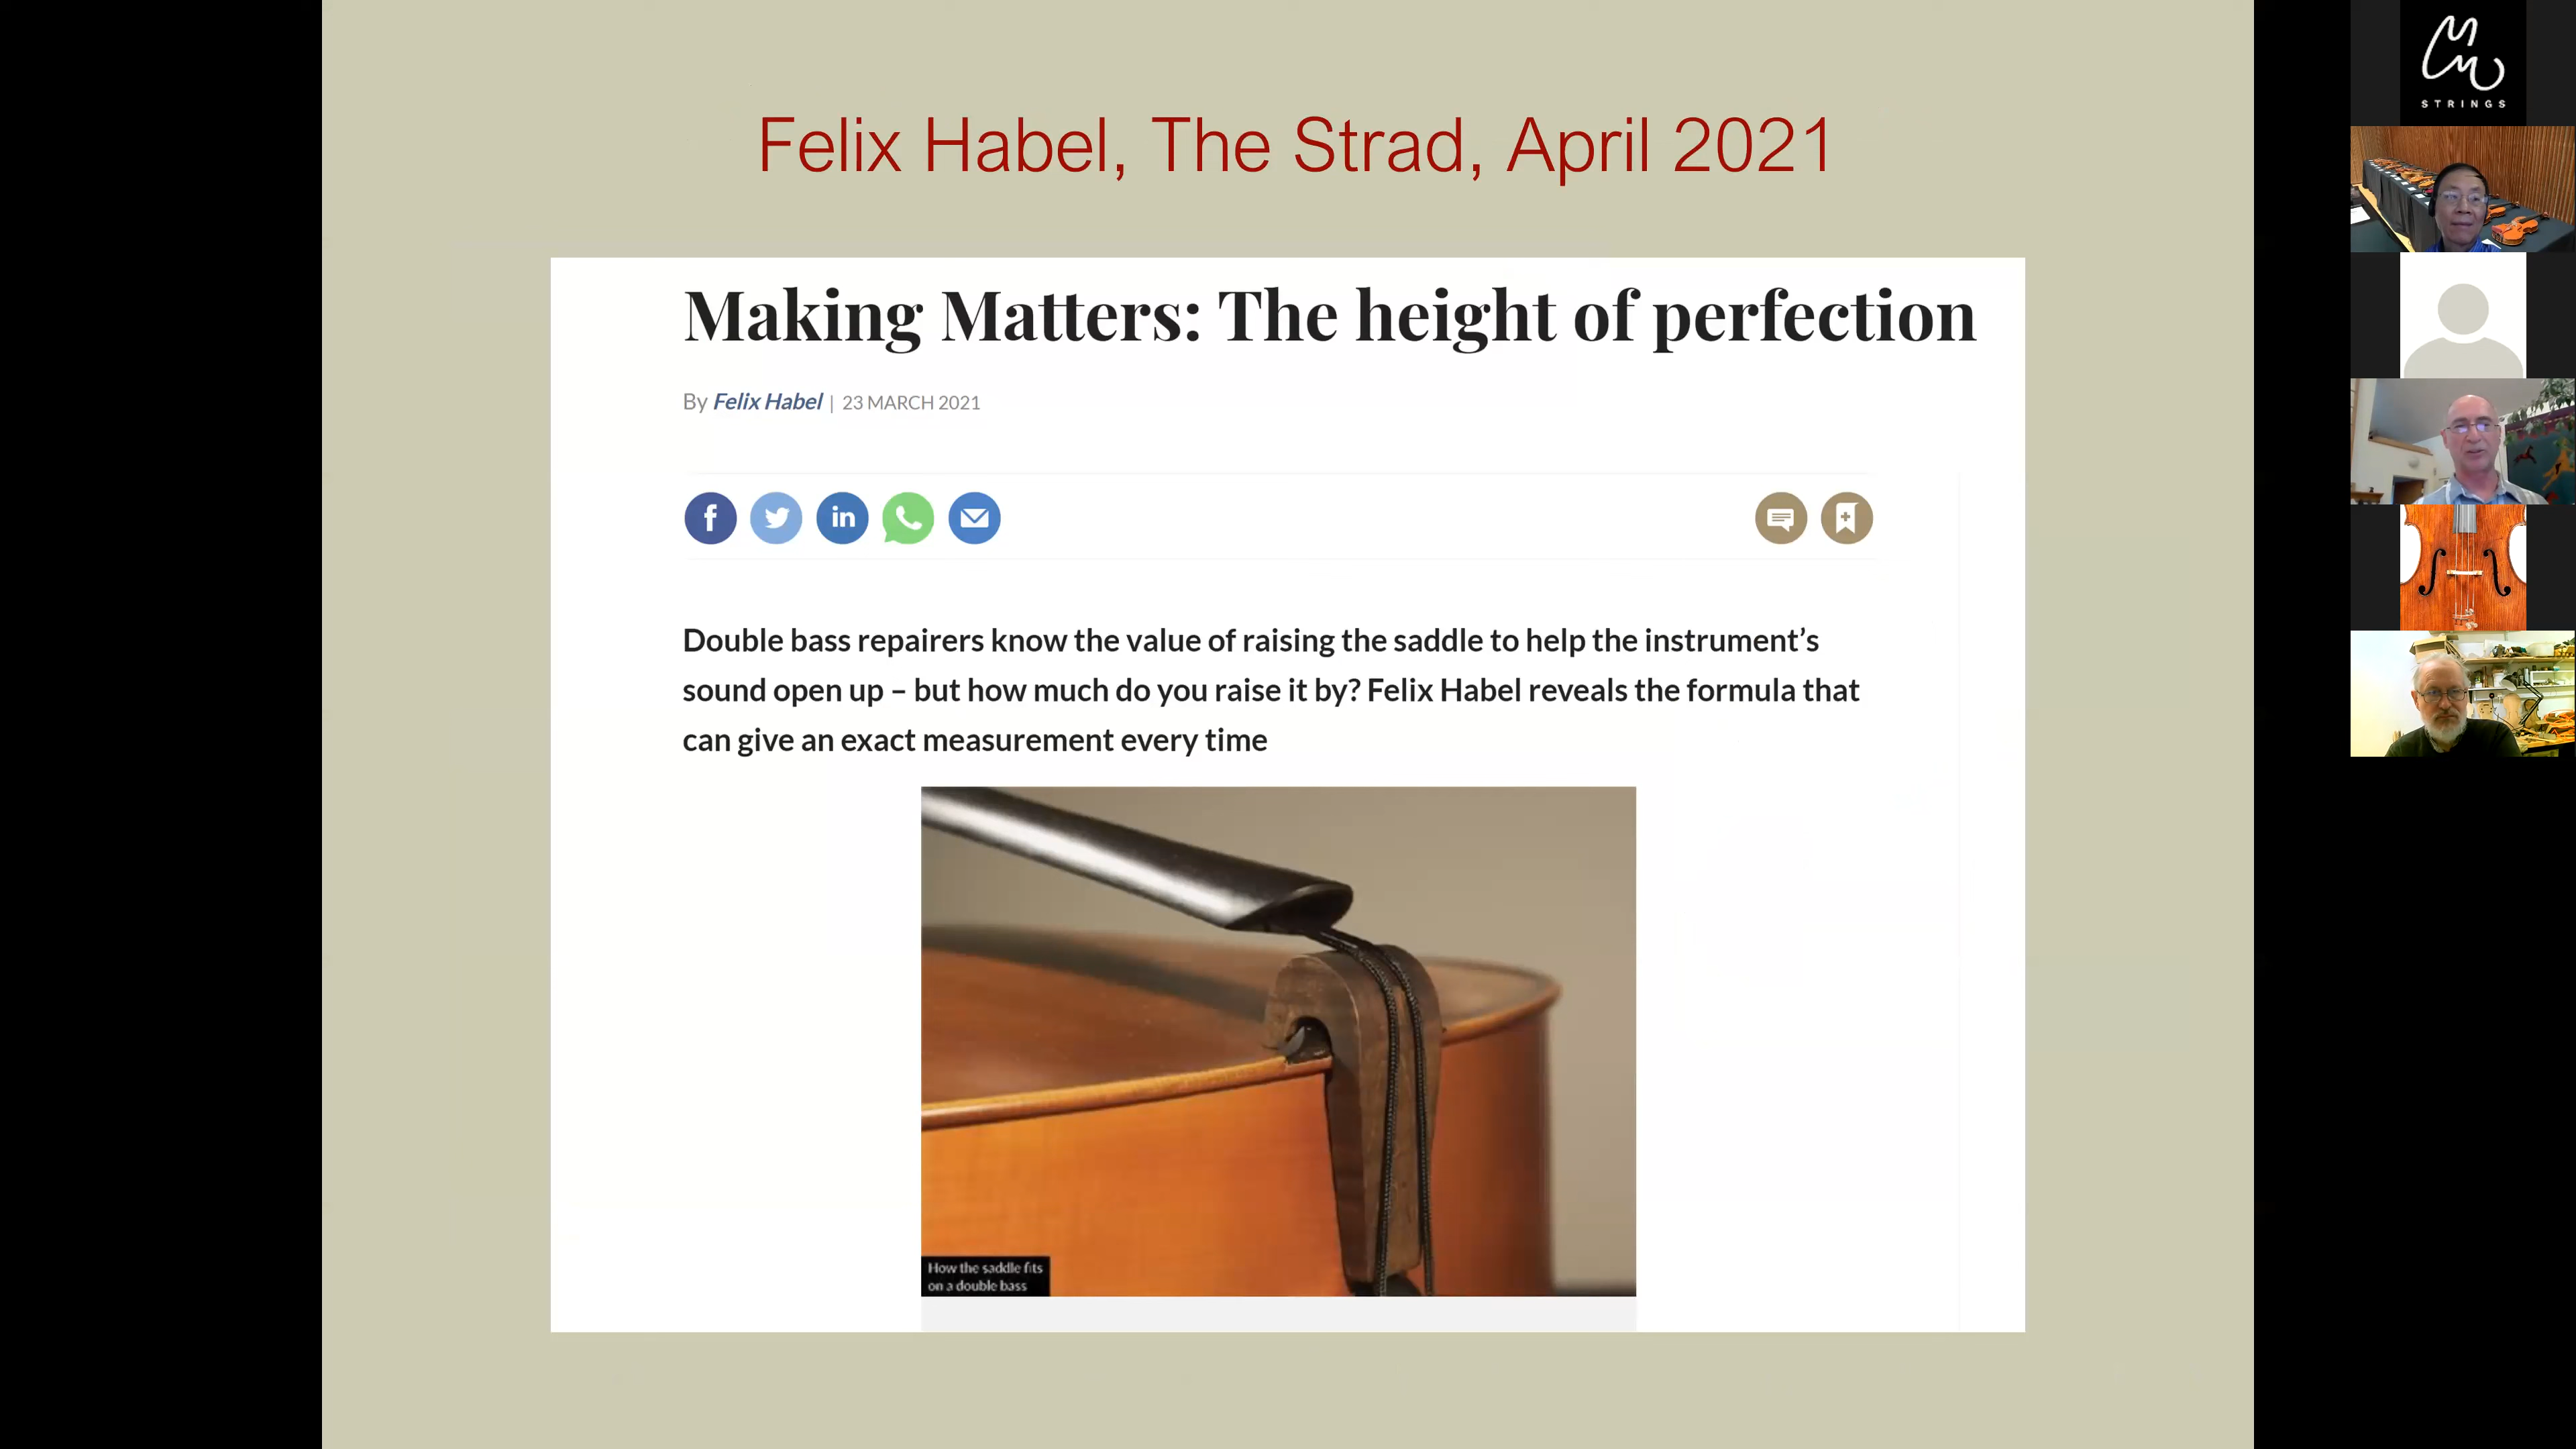 Felix Habel, The Strad, April 2021
Making Matters: The height of perfection
By Felix Habel | 23 MARCH 2021
Double bass repairers know the value of raising the saddle to help the instrument’s
sound open up – but how much do you raise it by? Felix Habel reveals the formula that
can give an exact measurement every time
How the saddle fits
on a double bass
STRINGS